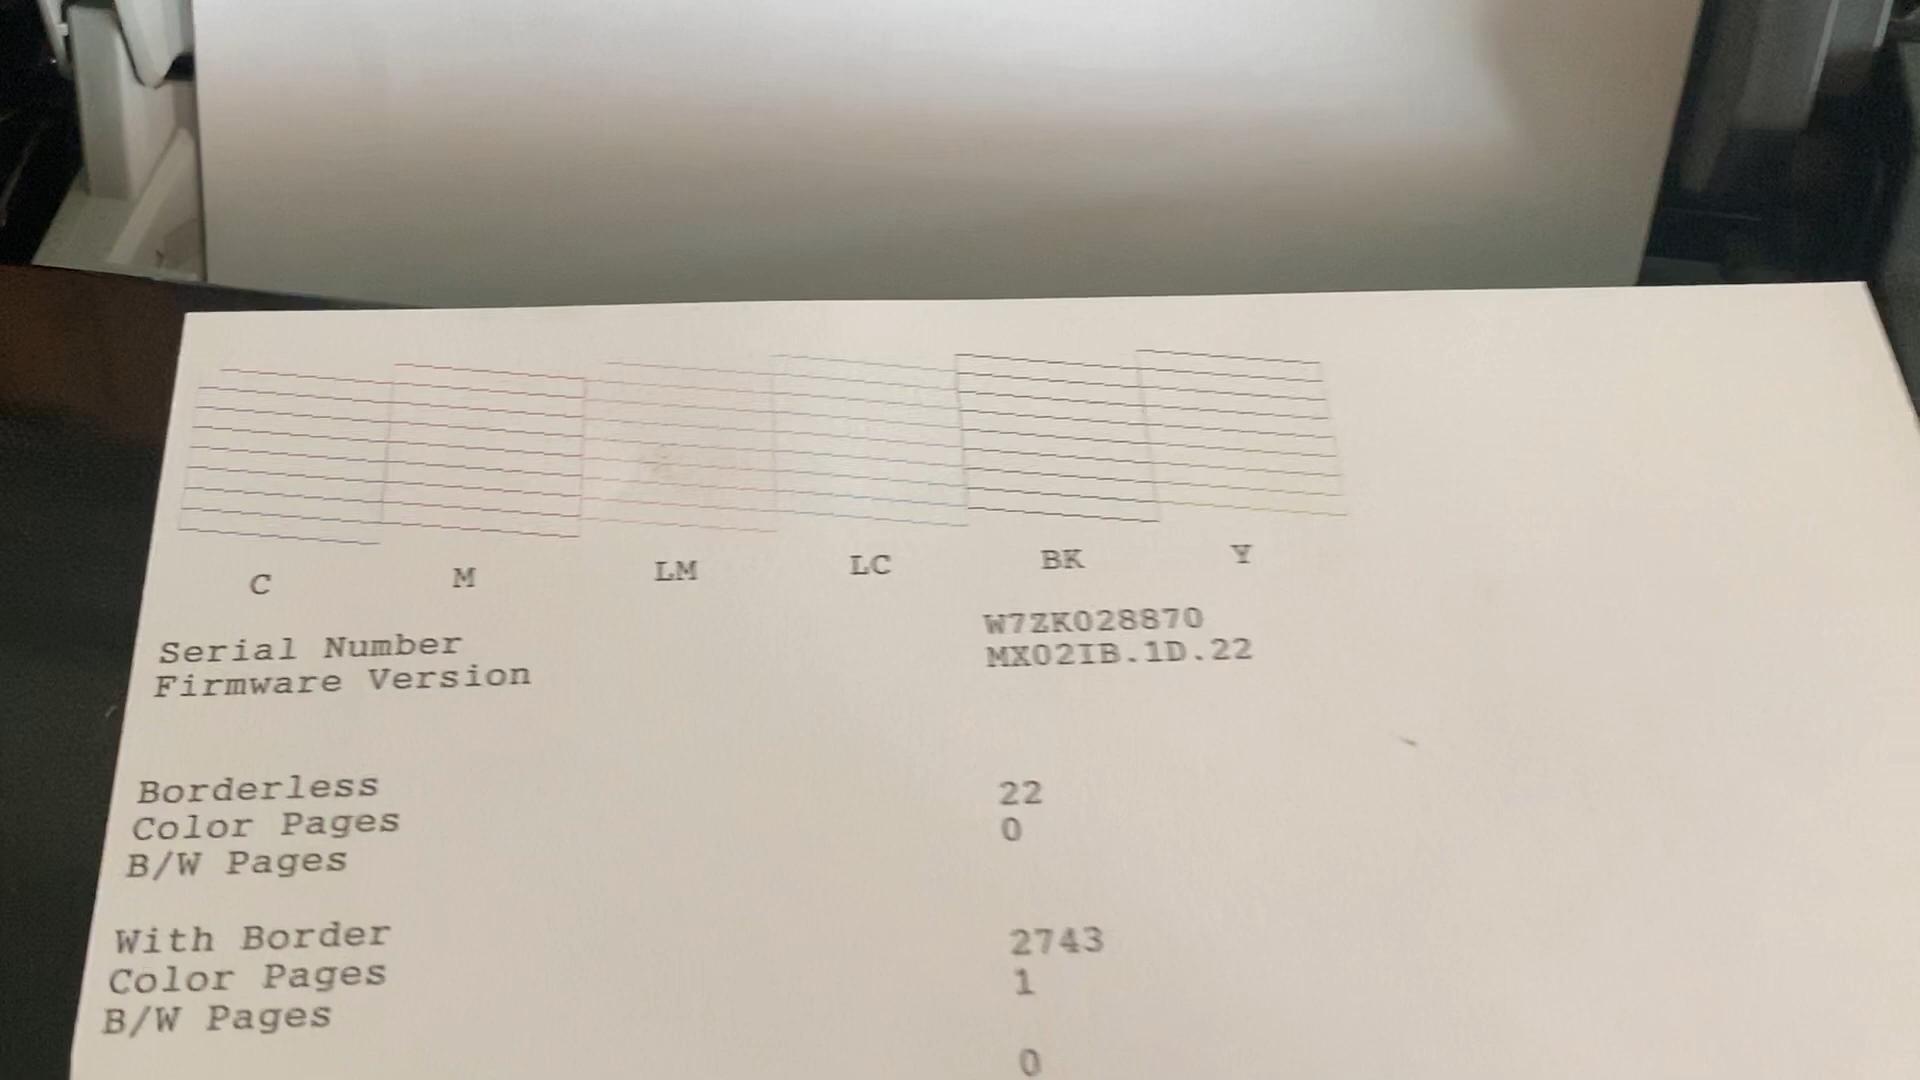 C M LM LC BK Y
Serial Number W7ZK028870
Firmware Version MX02IB.1D.22
Borderless
Color Pages 22
B/W Pages 0
With Border
Color Pages 2743
B/W Pages 1
0